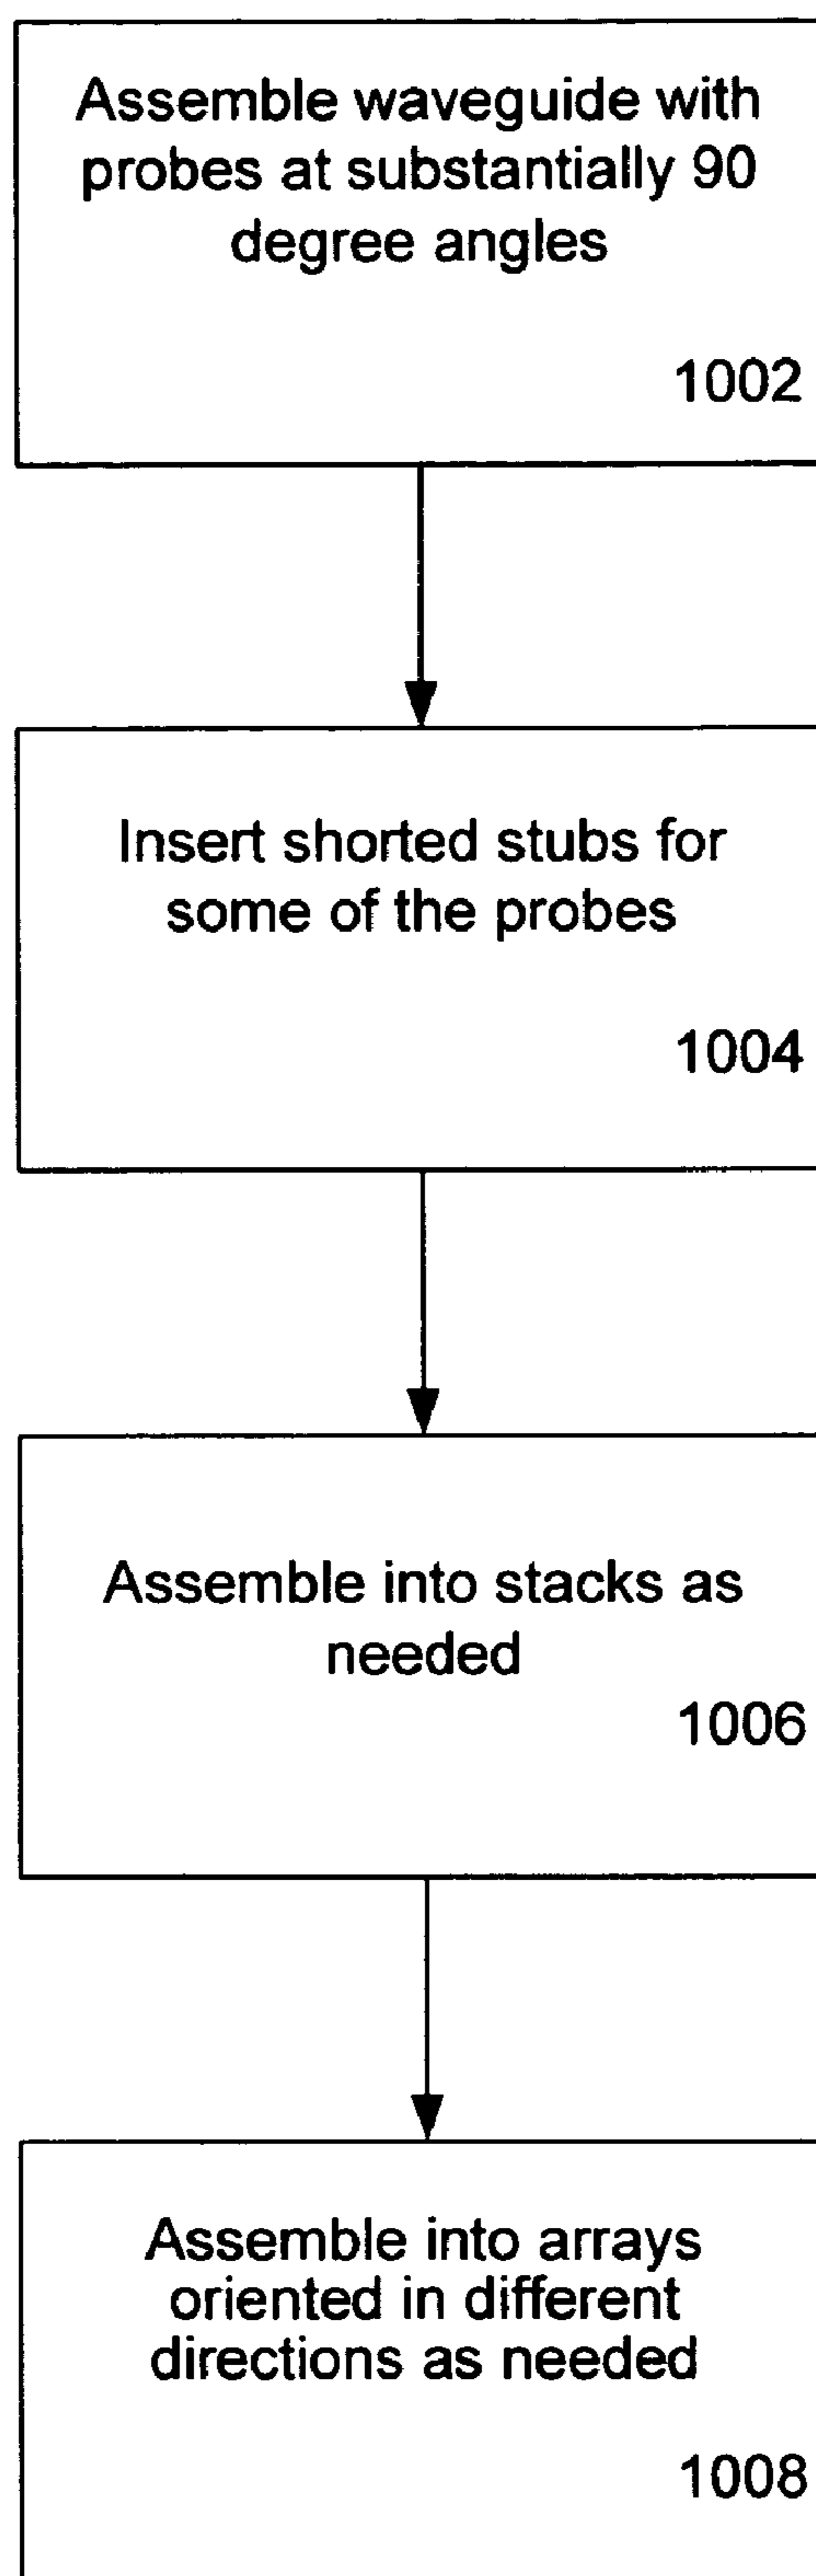 Assemble waveguide with
probes at substantially 90
degree angles
1002
Insert shorted stubs for
some of the probes
1004
Assemble into stacks as
needed
1006
Assemble into arrays
oriented in different
directions as needed
1008